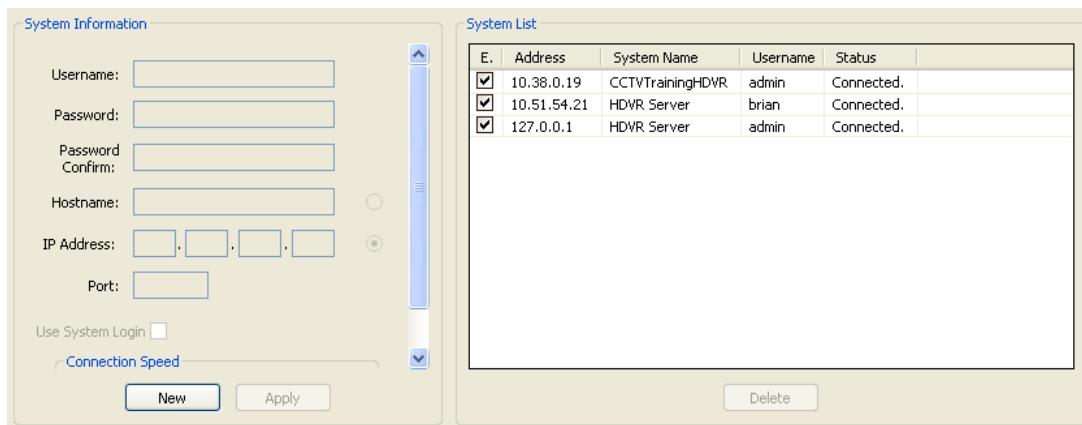 System Information
Username:
Password:
Password
Confirm:
Hostname:
IP Address:
. . .
Port:
Use System Login
Connection Speed
New Apply
System List
E. Address System Name Username Status
10.38.0.19 CCTVTrainingHDVR admin Connected.
10.51.54.21 HDVR Server brian Connected.
127.0.0.1 HDVR Server admin Connected.
Delete